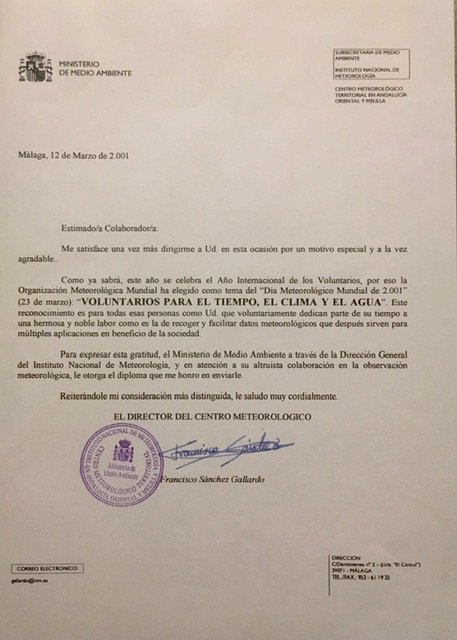 MINISTERIO
DE MEDIO AMBIENTE
SUBSECRETARIA DE MEDIO
AMBIENTE
INSTITUTO NACIONAL DE
METEOROLOGÍA
CENTRO METEOROLÓGICO
TERRITORIAL EN ANDALUCÍA
ORIENTAL Y MELILLA
Málaga, 12 de Marzo de 2.001
Estimado/a Colaborador/a:
Me satisface una vez más dirigirme a Ud. en esta ocasión por un motivo especial y a la vez
agradable..
Como ya sabrá, este año se celebra el Año Internacional de los Voluntarios, por eso la
Organización Meteorológica Mundial ha elegido como tema del "Día Meteorológico Mundial de 2.001"
(23 de marzo): "VOLUNTARIOS PARA EL TIEMPO, EL CLIMA Y EL AGUA". Este
reconocimiento es para todas esas personas como Ud. que voluntariamente dedican parte de su tiempo a
una hermosa y noble labor como es la de recoger y facilitar datos meteorológicos que después sirven para
múltiples aplicaciones en beneficio de la sociedad.
Para expresar esta gratitud, el Ministerio de Medio Ambiente a través de la Dirección General
del Instituto Nacional de Meteorología, y en atención a su altruista colaboración en la observación
meteorológica, le otorga el diploma que me honro en enviarle.
Reiterándole mi consideración más distinguida, le saludo muy cordialmente.
EL DIRECTOR DEL CENTRO METEOROLOGICO
INSTITUTO NACIONAL DE METEOROLOGÍA
CENTRO METEOROLÓGICO TERRITORIAL
EN ANDALUCÍA ORIENTAL Y MELILLA
Ministerio de
Medio Ambiente
Francisco Sánchez
Francisco Sánchez Gallardo
CORREO ELECTRONICO:
gallardo@inm.es
DIRECCION
C/Demóstenes nº 2 – (Urb. "El Cónsul")
29071 - MÁLAGA
TEL./FAX.: 952 - 61 19 25